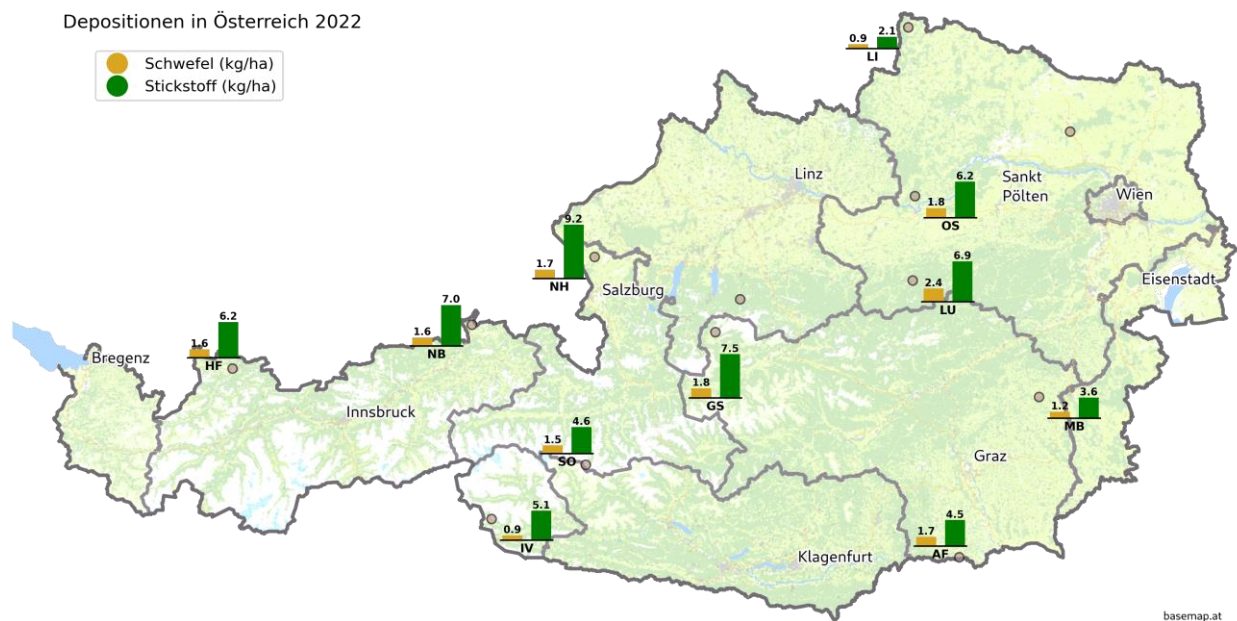 Depositionen in Österreich 2022
Schwefel (kg/ha)
Stickstoff (kg/ha)
0.9 2.1
LI
Linz
Sankt
Pölten
Wien
1.8 6.2
OS
1.7 9.2
NH
Salzburg
2.4 6.9
LU
Eisenstadt
Bregenz
1.6 6.2
HF
1.6 7.0
NB
Innsbruck
1.8 7.5
GS
1.2 3.6
MB
1.5 4.6
SO
Graz
0.9 5.1
IV
Klagenfurt
1.7 4.5
AF
basemap.at